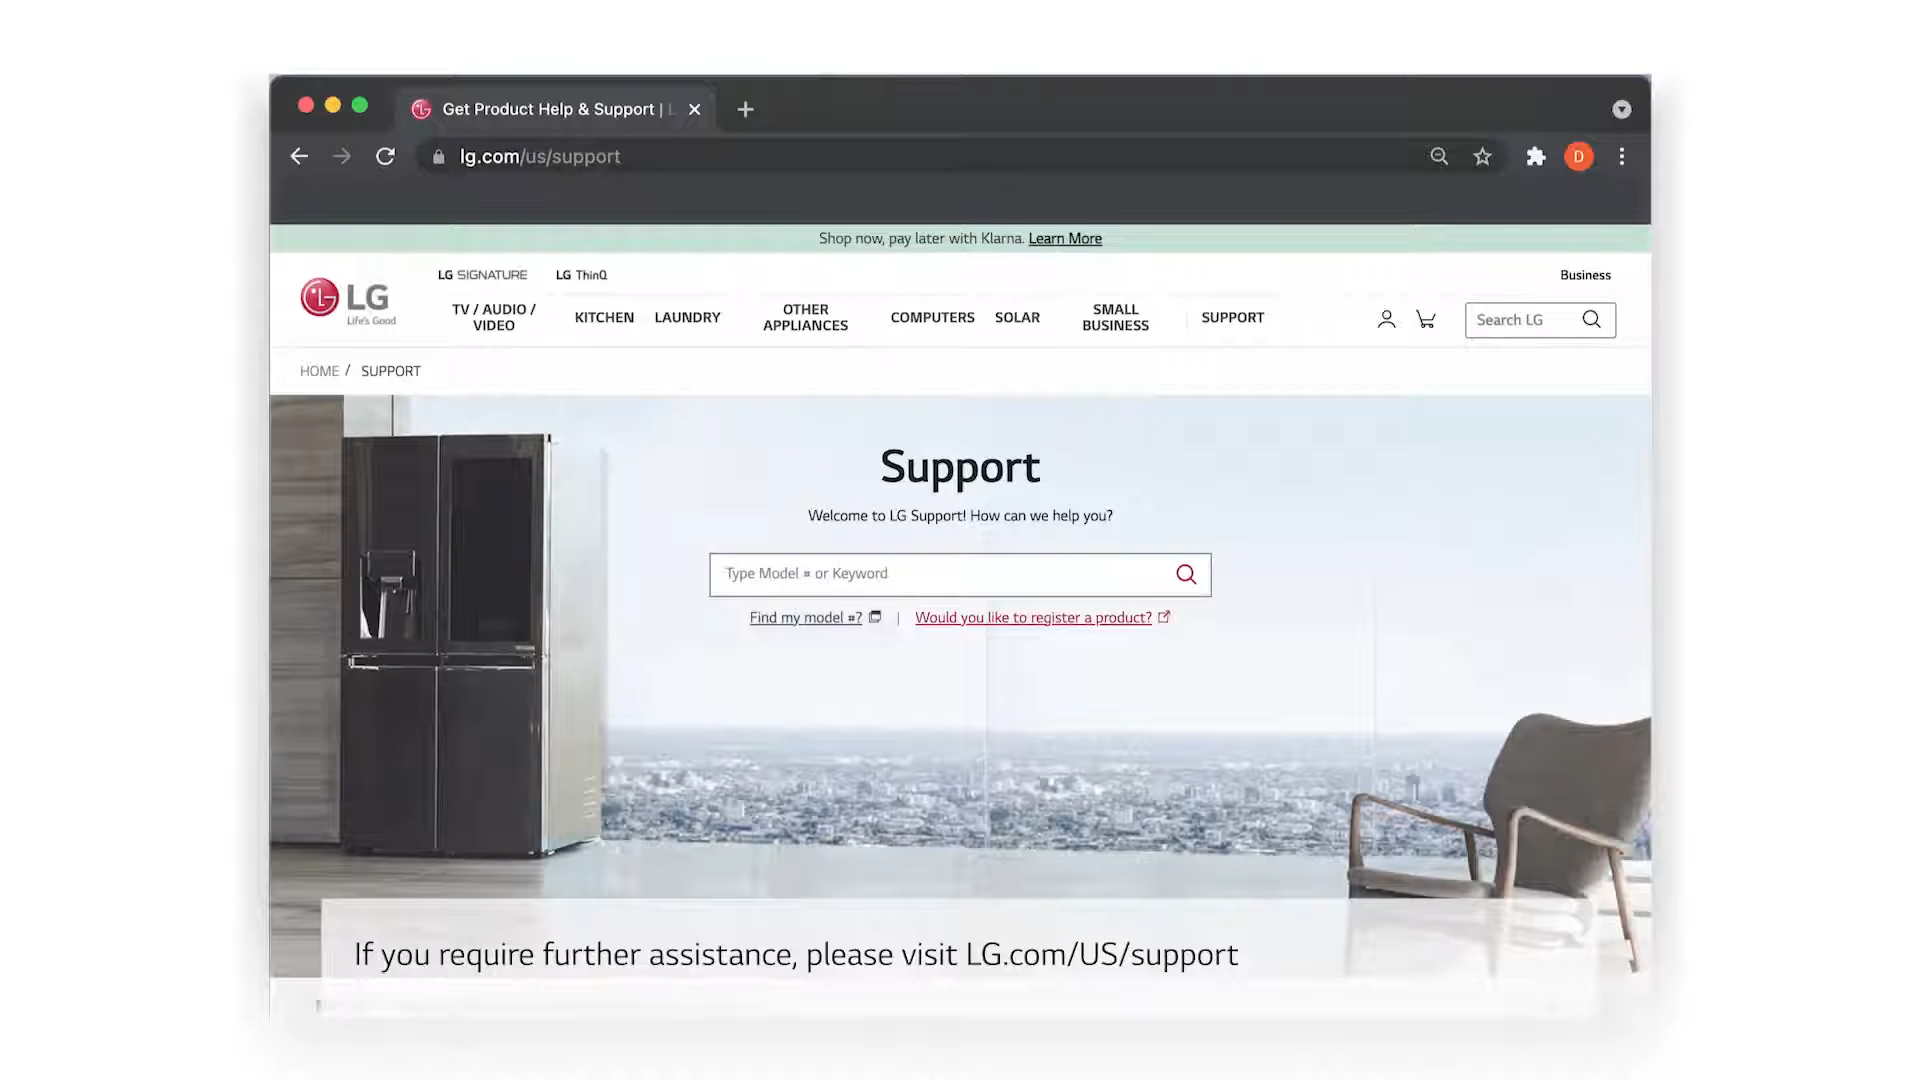 Get Product Help & Support |
lg.com/us/support
D
Shop now, pay later with Klarna. Learn More
LG SIGNATURE LG ThinQ Business
LG
Life's Good
TV / AUDIO /
VIDEO
KITCHEN
LAUNDRY
OTHER
APPLIANCES
COMPUTERS
SOLAR
SMALL
BUSINESS
SUPPORT
Search LG
HOME / SUPPORT
Support
Welcome to LG Support! How can we help you?
Type Model # or Keyword
Find my model #? | Would you like to register a product?
If you require further assistance, please visit LG.com/US/support